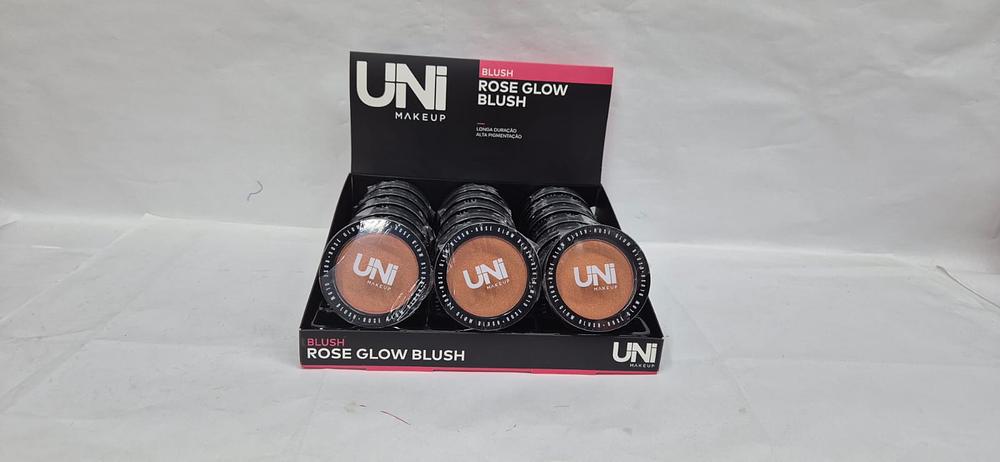 UNi
MAKEUP
BLUSH
ROSE GLOW
BLUSH
LONGA DURAÇÃO
ALTA PIGMENTAÇÃO
UNi
MAKEUP
UNi
MAKEUP
UNi
MAKEUP
BLUSH
ROSE GLOW BLUSH
UNi
MAKEUP